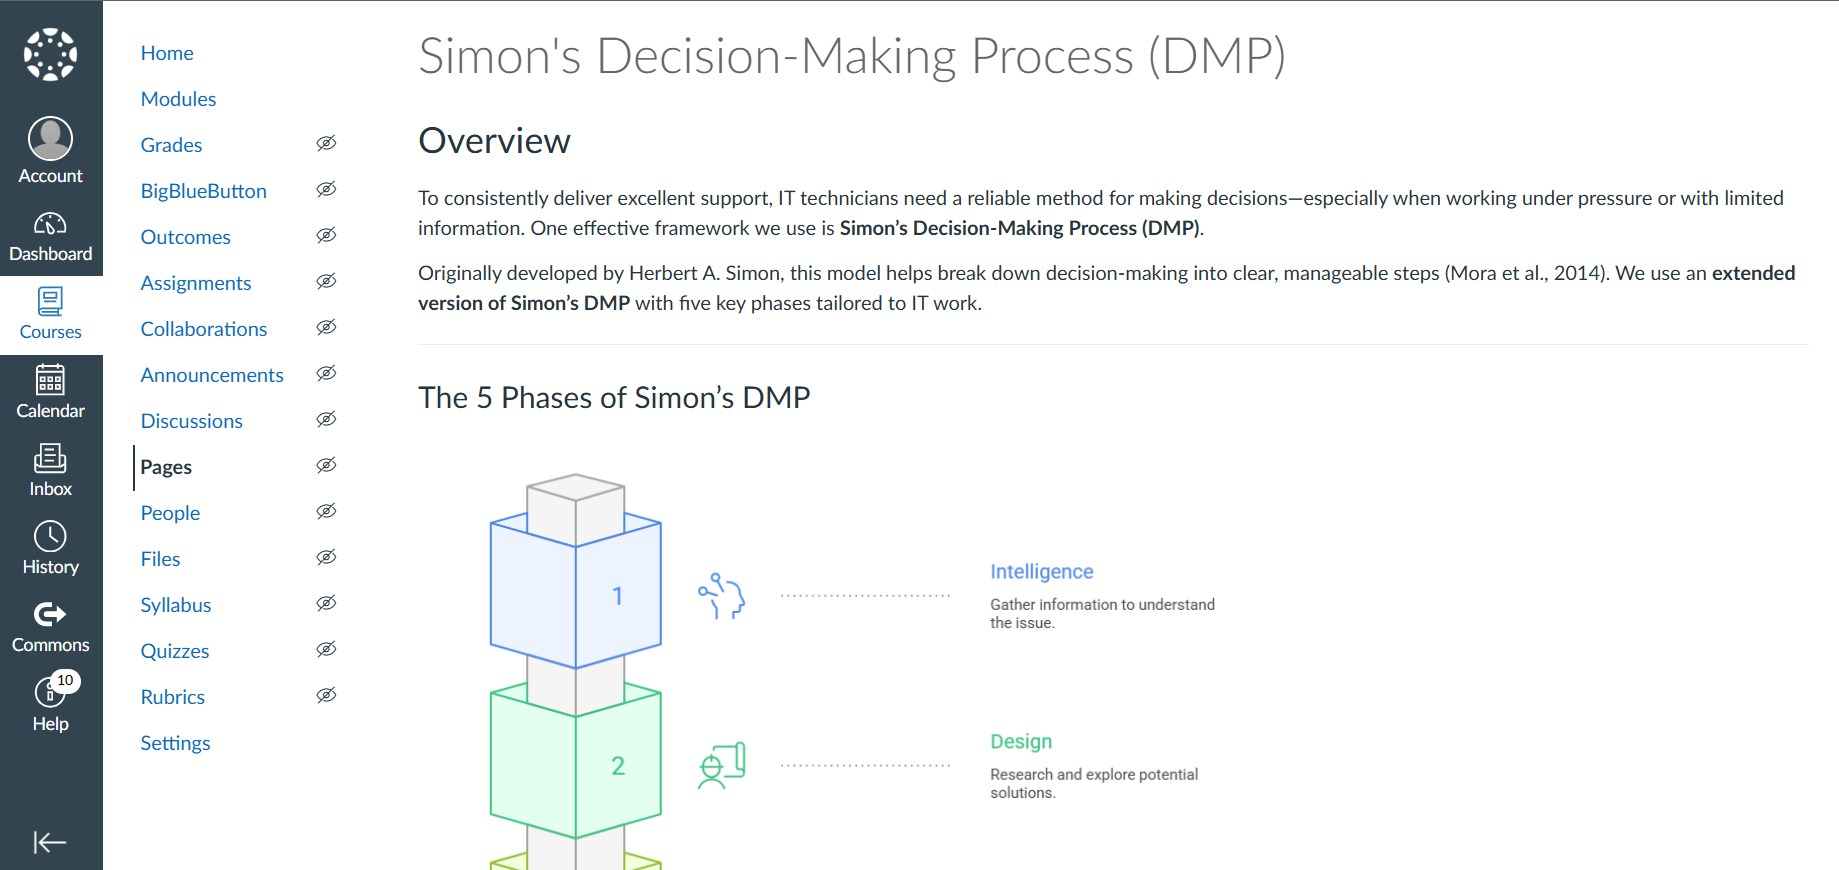 Account
Dashboard
Courses
Calendar
Inbox
History
Commons
10
Help
Home
Modules
Grades
BigBlueButton
Outcomes
Assignments
Collaborations
Announcements
Discussions
Pages
People
Files
Syllabus
Quizzes
Rubrics
Settings
Simon's Decision-Making Process (DMP)
Overview
To consistently deliver excellent support, IT technicians need a reliable method for making decisions—especially when working under pressure or with limited
information. One effective framework we use is Simon’s Decision-Making Process (DMP).
Originally developed by Herbert A. Simon, this model helps break down decision-making into clear, manageable steps (Mora et al., 2014). We use an extended
version of Simon’s DMP with five key phases tailored to IT work.
The 5 Phases of Simon’s DMP
1
Intelligence
Gather information to understand
the issue.
2
Design
Research and explore potential
solutions.